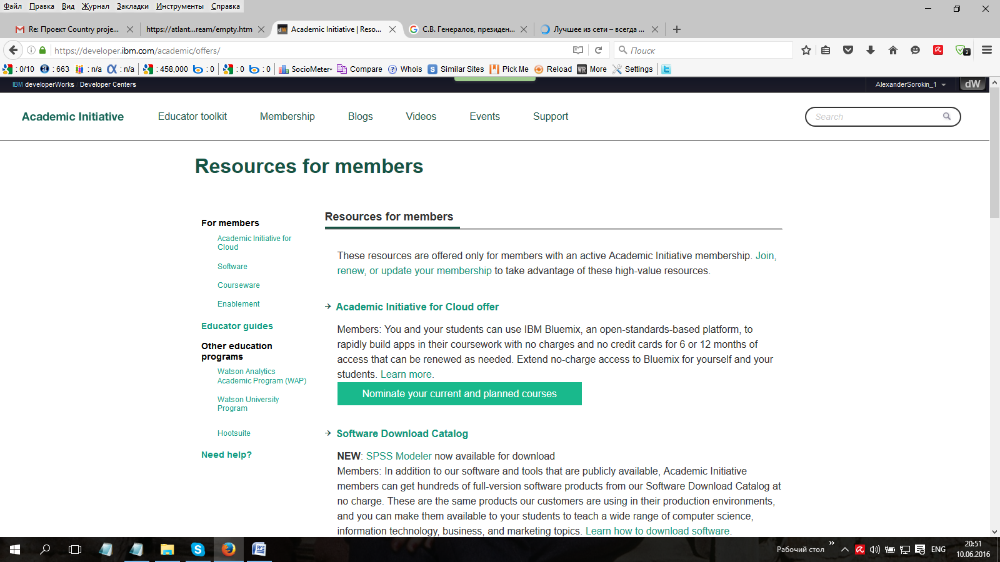 Файл Правка Вид Журнал Закладки Инструменты Справка
Re: Проект Country proje...
https://atlant...ream/empty.htm
Academic Initiative | Reso...
С.В. Генералов, президен...
Лучшее из сети – всегда ...
https://developer.ibm.com/academic/offers/
Поиск
3
: 0/10 : 663 : n/a : n/a : 458,000 : 0 : 0 : 0 SocioMeter Compare Whois Similar Sites Pick Me Reload More Settings
IBM developerWorks Developer Centers
AlexanderSorokin_1
dW
Academic Initiative
Educator toolkit Membership Blogs Videos Events Support
Search
Resources for members
For members
Academic Initiative for
Cloud
Software
Courseware
Enablement
Educator guides
Other education
programs
Watson Analytics
Academic Program (WAP)
Watson University
Program
Hootsuite
Need help?
Resources for members
These resources are offered only for members with an active Academic Initiative membership. Join,
renew, or update your membership to take advantage of these high-value resources.
Academic Initiative for Cloud offer
Members: You and your students can use IBM Bluemix, an open-standards-based platform, to
rapidly build apps in their coursework with no charges and no credit cards for 6 or 12 months of
access that can be renewed as needed. Extend no-charge access to Bluemix for yourself and your
students. Learn more.
Nominate your current and planned courses
Software Download Catalog
NEW: SPSS Modeler now available for download
Members: In addition to our software and tools that are publicly available, Academic Initiative
members can get hundreds of full-version software products from our Software Download Catalog at
no charge. These are the same products our customers are using in their production environments,
and you can make them available to your students to teach a wide range of computer science,
information technology, business, and marketing topics. Learn how to download software.
Рабочий стол
ENG
20:51
10.06.2016